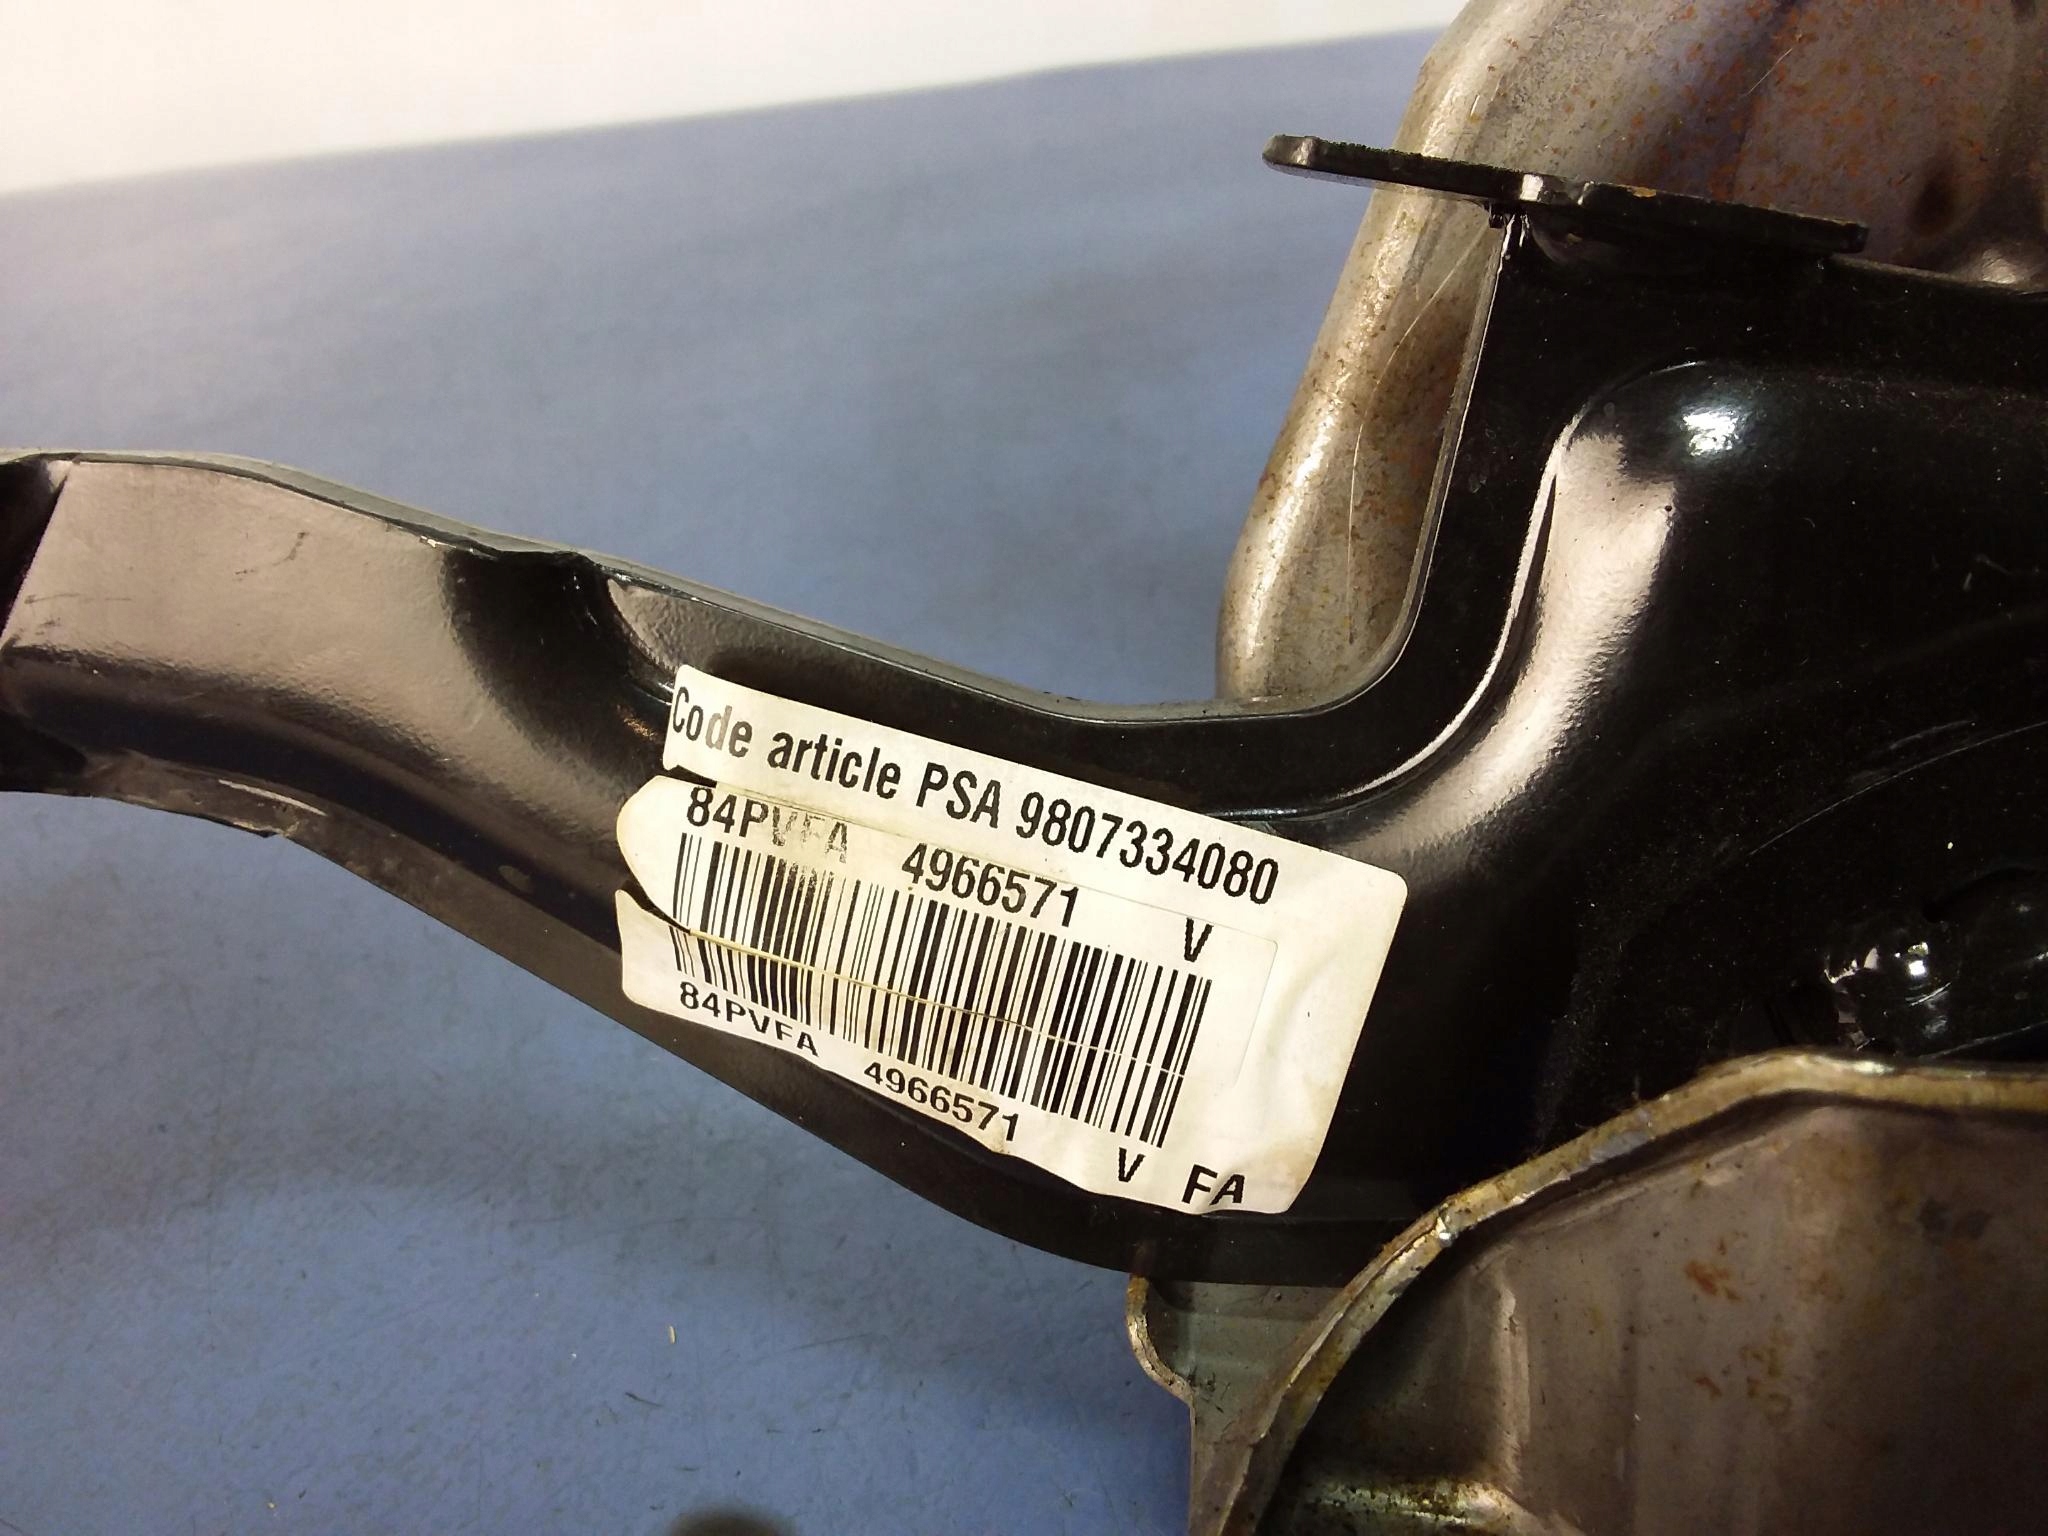 Code article PSA 9807334080
84PVFA 4966571 V
84PVFA 4966571 V FA